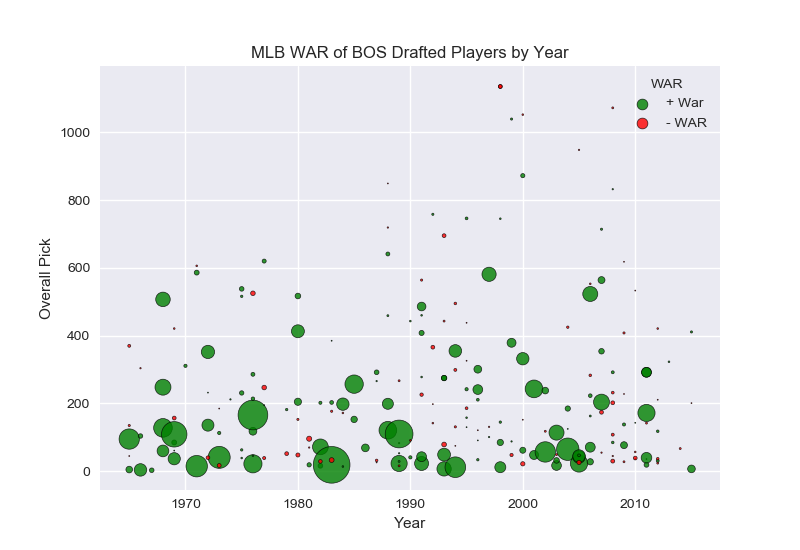 MLB WAR of BOS Drafted Players by Year
WAR
+ War
- WAR
1000
800
600
400
200
0
Overall Pick
1970
1980
1990
2000
2010
Year